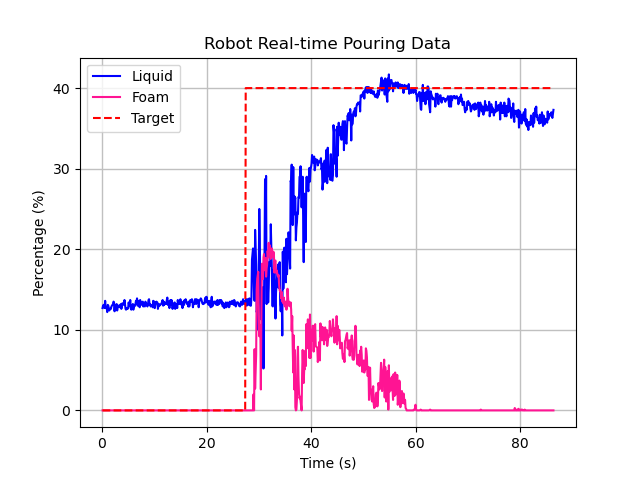 Robot Real-time Pouring Data
Liquid
Foam
Target
Percentage (%)
40
30
20
10
0
0 20 40 60 80
Time (s)